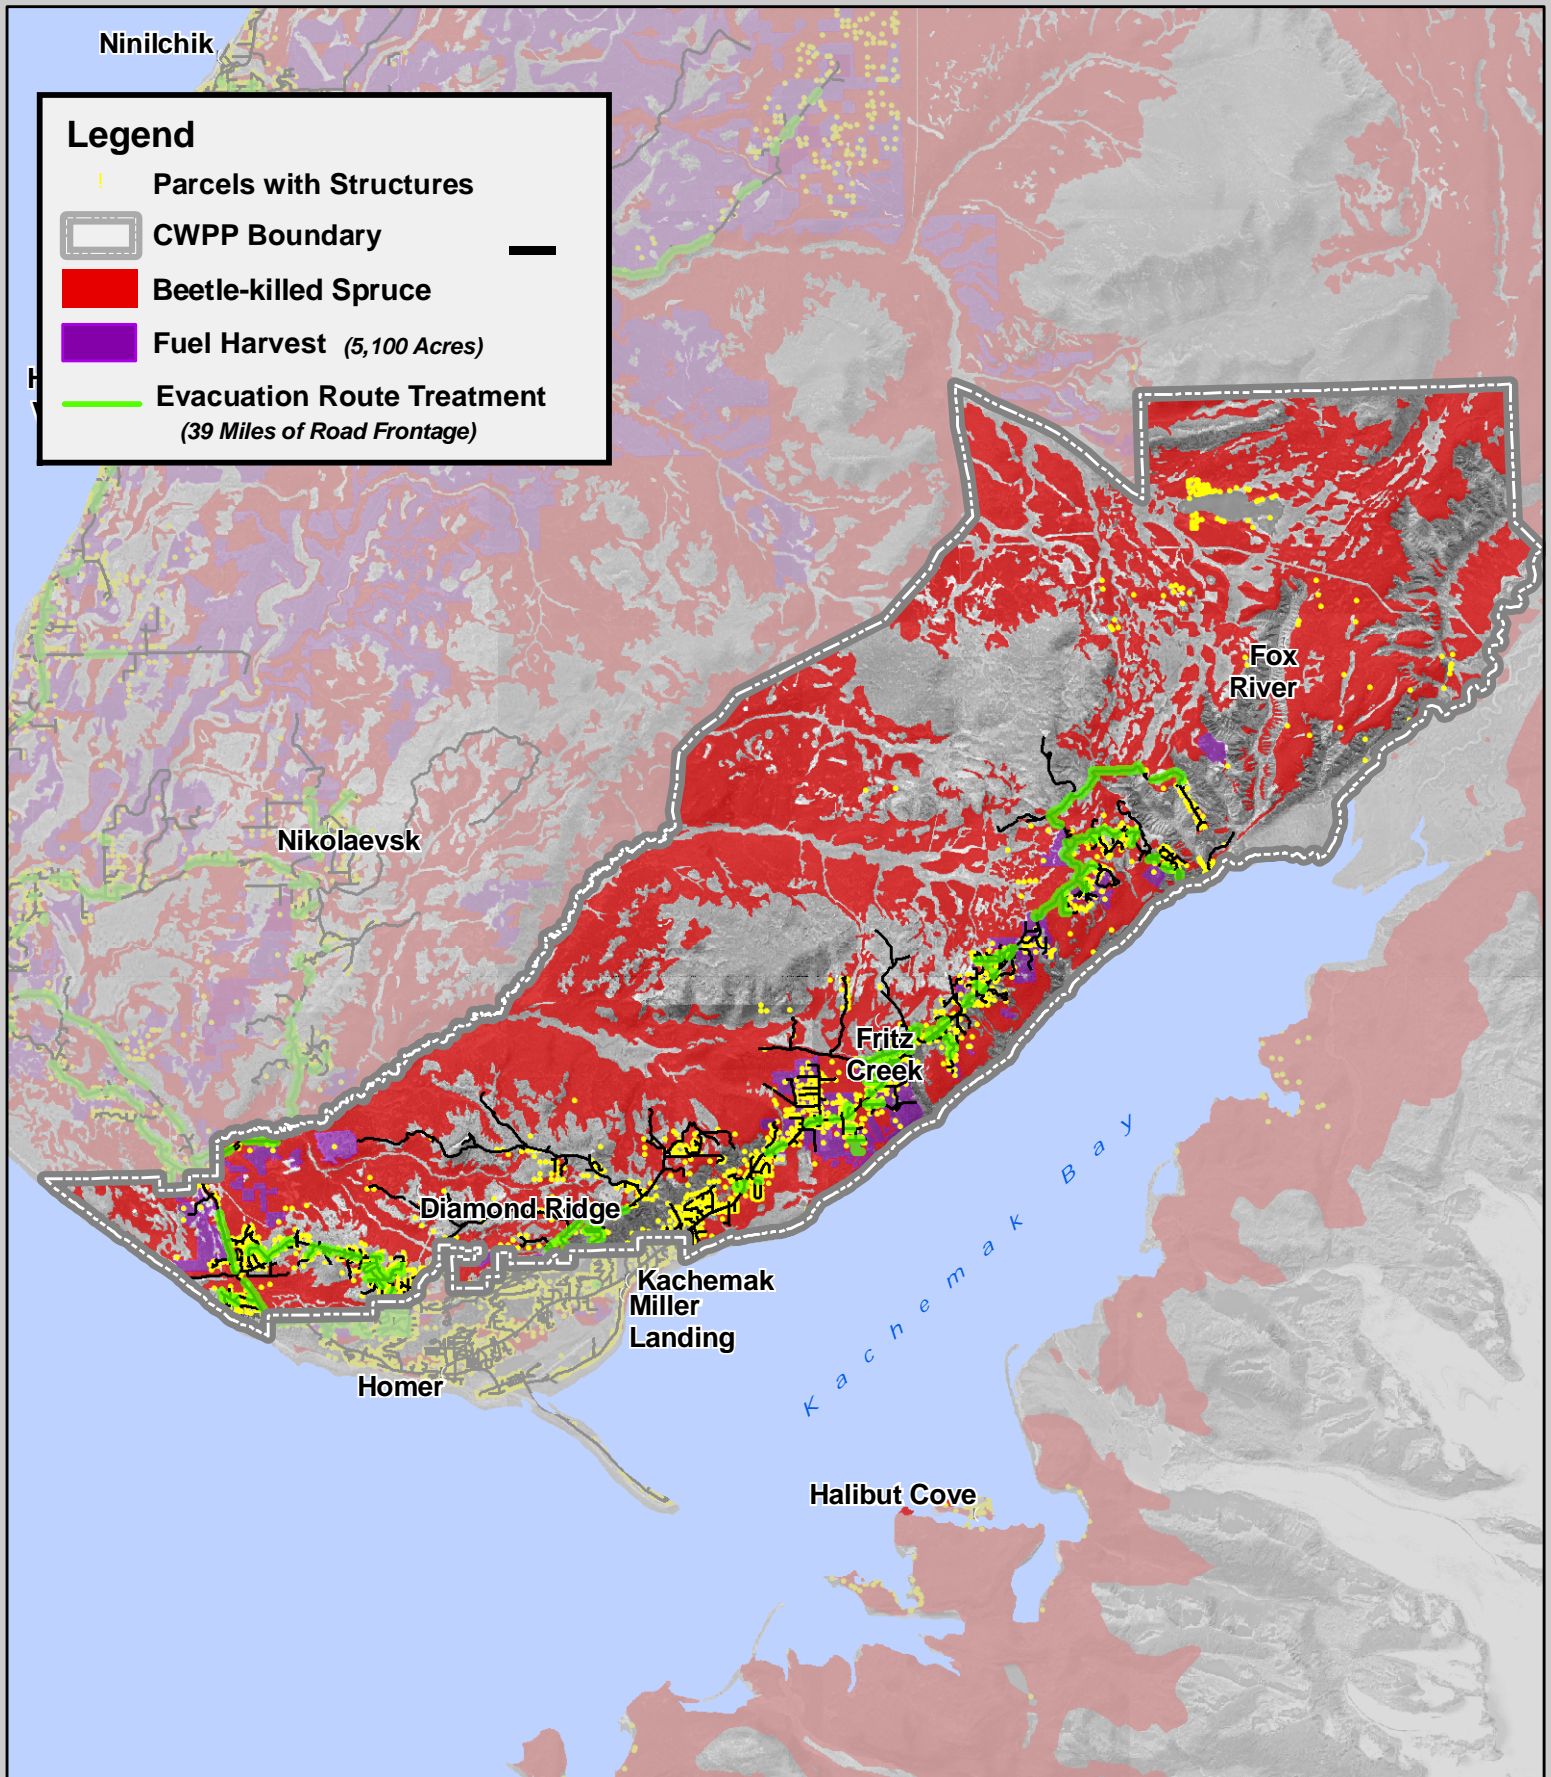 Ninilchik
Legend
Parcels with Structures
CWPP Boundary
Beetle-killed Spruce
Fuel Harvest (5,100 Acres)
Evacuation Route Treatment
(39 Miles of Road Frontage)
Fox
River
Nikolaevsk
Fritz
Creek
Diamond Ridge
Kachemak Bay
Kachemak
Miller
Landing
Homer
Halibut Cove